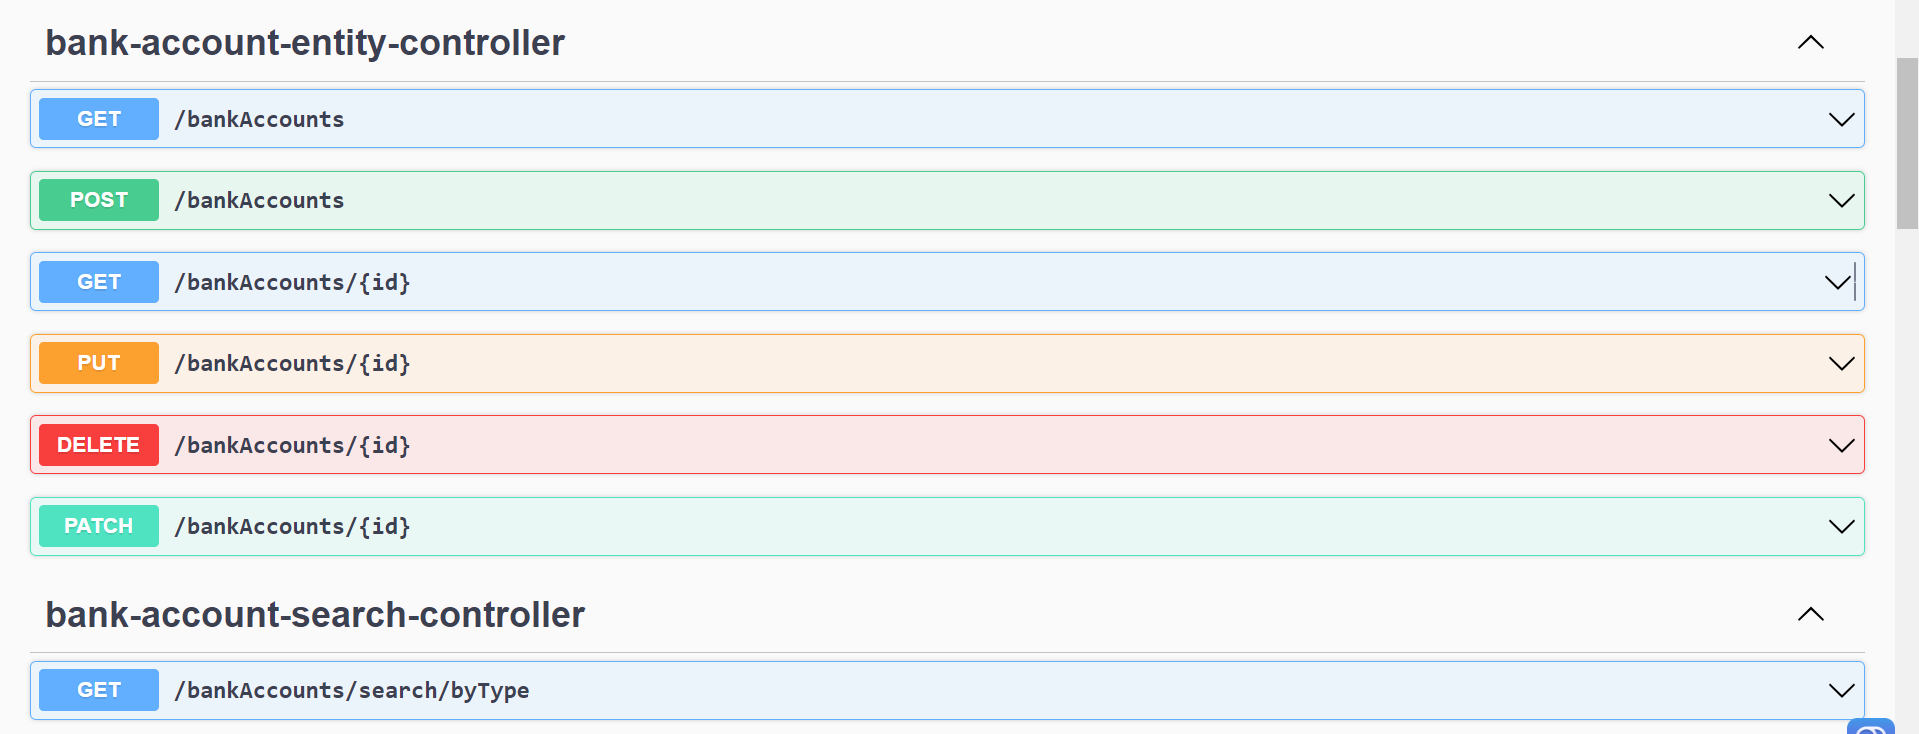 bank-account-entity-controller
GET /bankAccounts
POST /bankAccounts
GET /bankAccounts/{id}
PUT /bankAccounts/{id}
DELETE /bankAccounts/{id}
PATCH /bankAccounts/{id}
bank-account-search-controller
GET /bankAccounts/search/byType